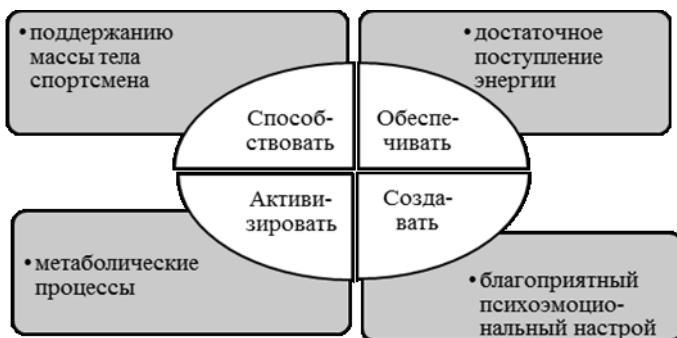 • поддержанию
массы тела
спортсмена
• достаточное
поступление
энергии
Способ-
ствовать
Обеспе-
чивать
Активи-
зировать
Созда-
вать
• метаболические
процессы
• благоприятный
психоэмоцио-
нальный настрой